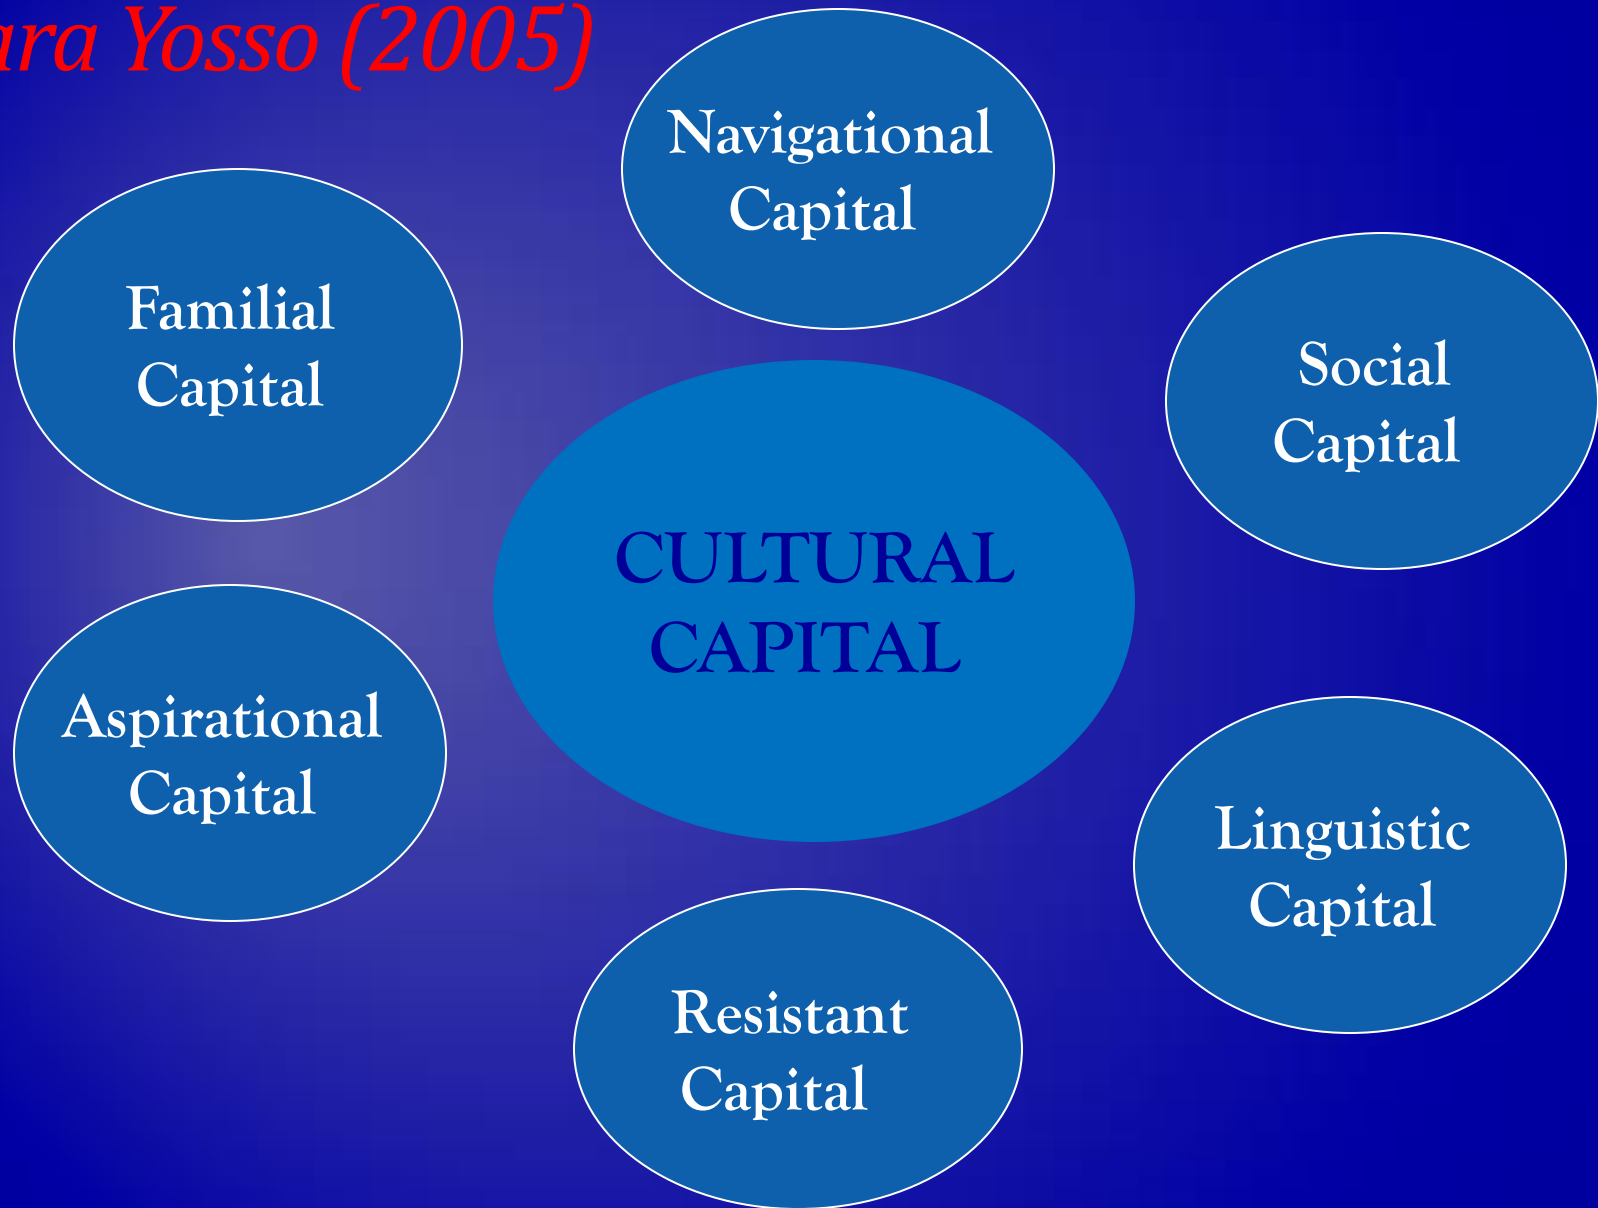 ara Yosso (2005)
Navigational
Capital
Familial
Capital
Social
Capital
CULTURAL
CAPITAL
Aspirational
Capital
Linguistic
Capital
Resistant
Capital